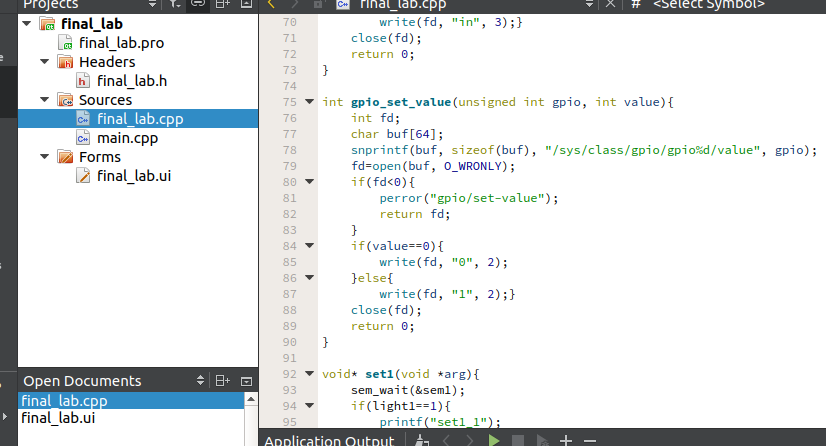 Projects
final_lab
final_lab.pro
Headers
final_lab.h
Sources
final_lab.cpp
main.cpp
Forms
final_lab.ui
Open Documents
final_lab.cpp
final_lab.ui
final_lab.cpp # <Select Symbol>
70 write(fd, "in", 3);}
71 close(fd);
72 return 0;
73 }
74
75 int gpio_set_value(unsigned int gpio, int value){
76 int fd;
77 char buf[64];
78 snprintf(buf, sizeof(buf), "/sys/class/gpio/gpio%d/value", gpio);
79 fd=open(buf, O_WRONLY);
80 if(fd<0){
81 perror("gpio/set-value");
82 return fd;
83 }
84 if(value==0){
85 write(fd, "0", 2);
86 }else{
87 write(fd, "1", 2);}
88 close(fd);
89 return 0;
90 }
91
92 void* set1(void *arg){
93 sem_wait(&sem1);
94 if(light1==1){
95 printf("set1_1");
Application Output